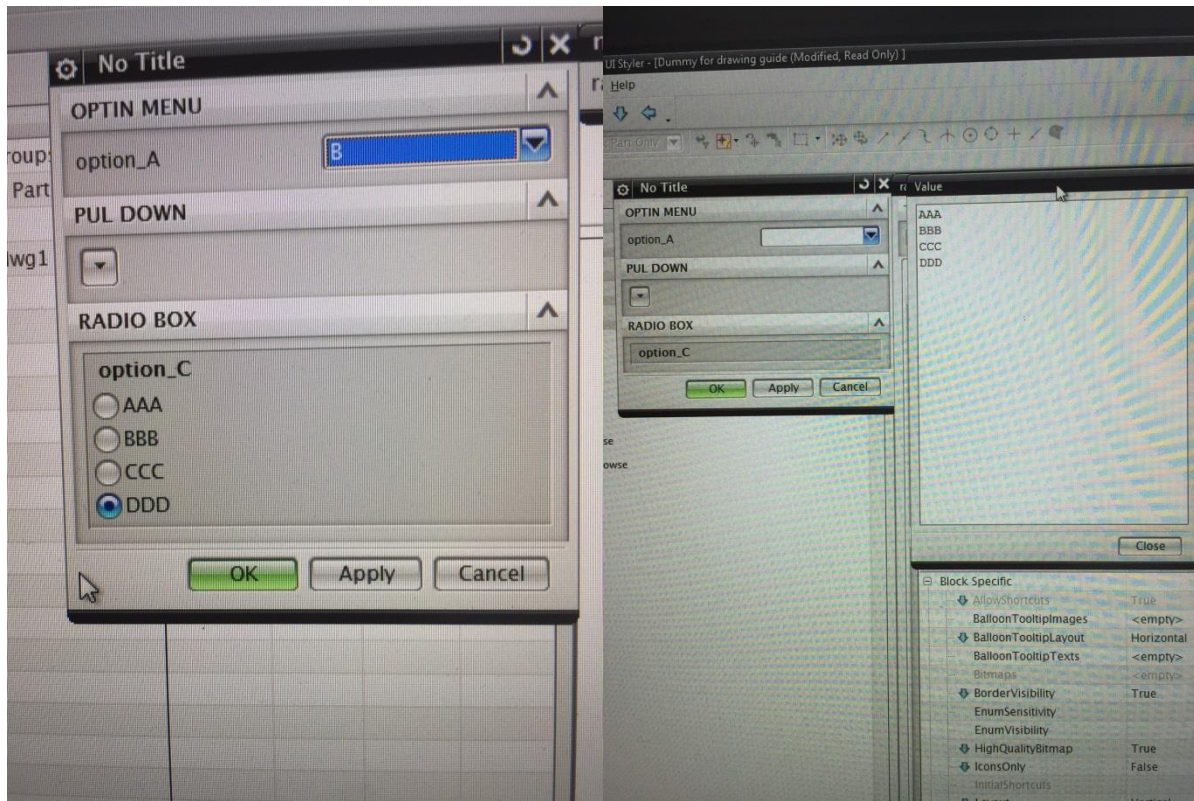 No Title
OPTIN MENU
option_A
B
PUL DOWN
RADIO BOX
option_C
AAA
BBB
CCC
DDD
OK
Apply
Cancel
roup:
Part
lwg1
UI Styler - [Dummy for drawing guide (Modified, Read Only) ]
Help
Part Only
No Title
OPTIN MENU
option_A
PUL DOWN
RADIO BOX
option_C
OK
Apply
Cancel
Value
AAA
BBB
CCC
DDD
Close
se
owse
Block Specific
AllowShortcuts True
BalloonTooltipImages <empty>
BalloonTooltipLayout Horizontal
BalloonTooltipTexts <empty>
Bitmaps <empty>
BorderVisibility True
EnumSensitivity
EnumVisibility
HighQualityBitmap True
IconsOnly False
InitialShortcuts